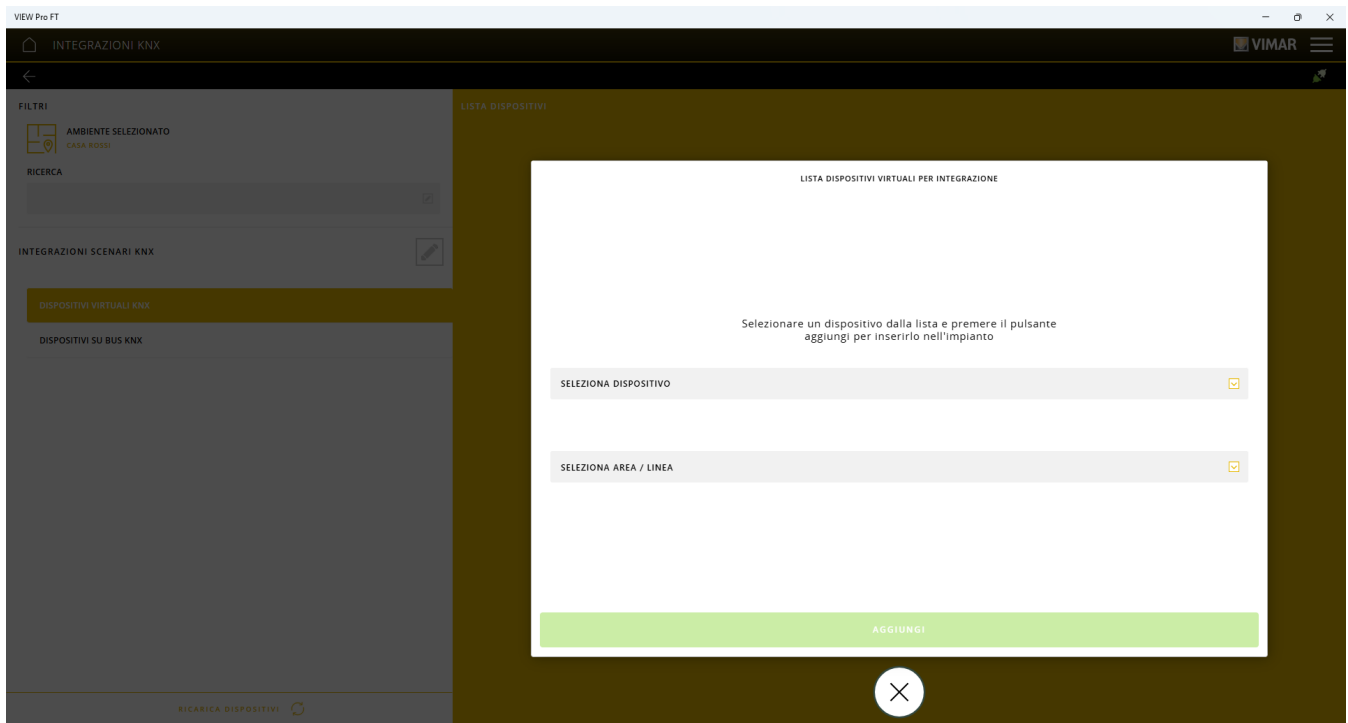 VIEW Pro FT
INTEGRAZIONI KNX
VIMAR
FILTRI
AMBIENTE SELEZIONATO
CASA ROSSI
RICERCA
INTEGRAZIONI SCENARI KNX
DISPOSITIVI VIRTUALI KNX
DISPOSITIVI SU BUS KNX
RICARICA DISPOSITIVI
LISTA DISPOSITIVI
LISTA DISPOSITIVI VIRTUALI PER INTEGRAZIONE
Selezionare un dispositivo dalla lista e premere il pulsante
aggiungi per inserirlo nell'impianto
SELEZIONA DISPOSITIVO
SELEZIONA AREA / LINEA
AGGIUNGI